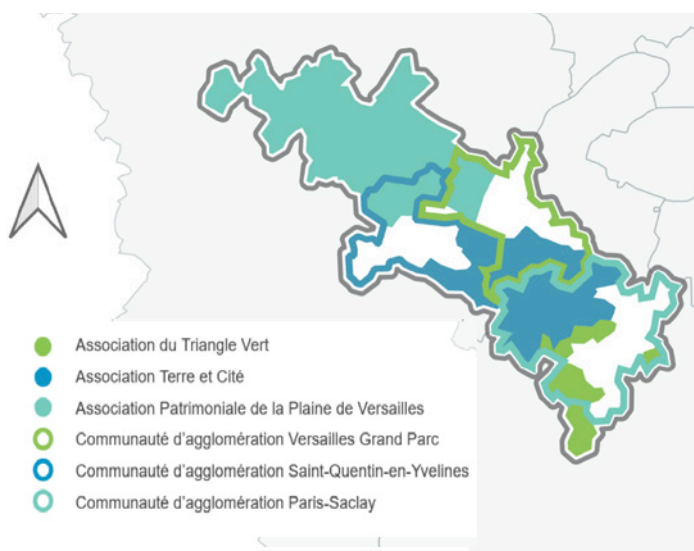 Association du Triangle Vert
Association Terre et Cité
Association Patrimoniale de la Plaine de Versailles
Communauté d'agglomération Versailles Grand Parc
Communauté d'agglomération Saint-Quentin-en-Yvelines
Communauté d'agglomération Paris-Saclay